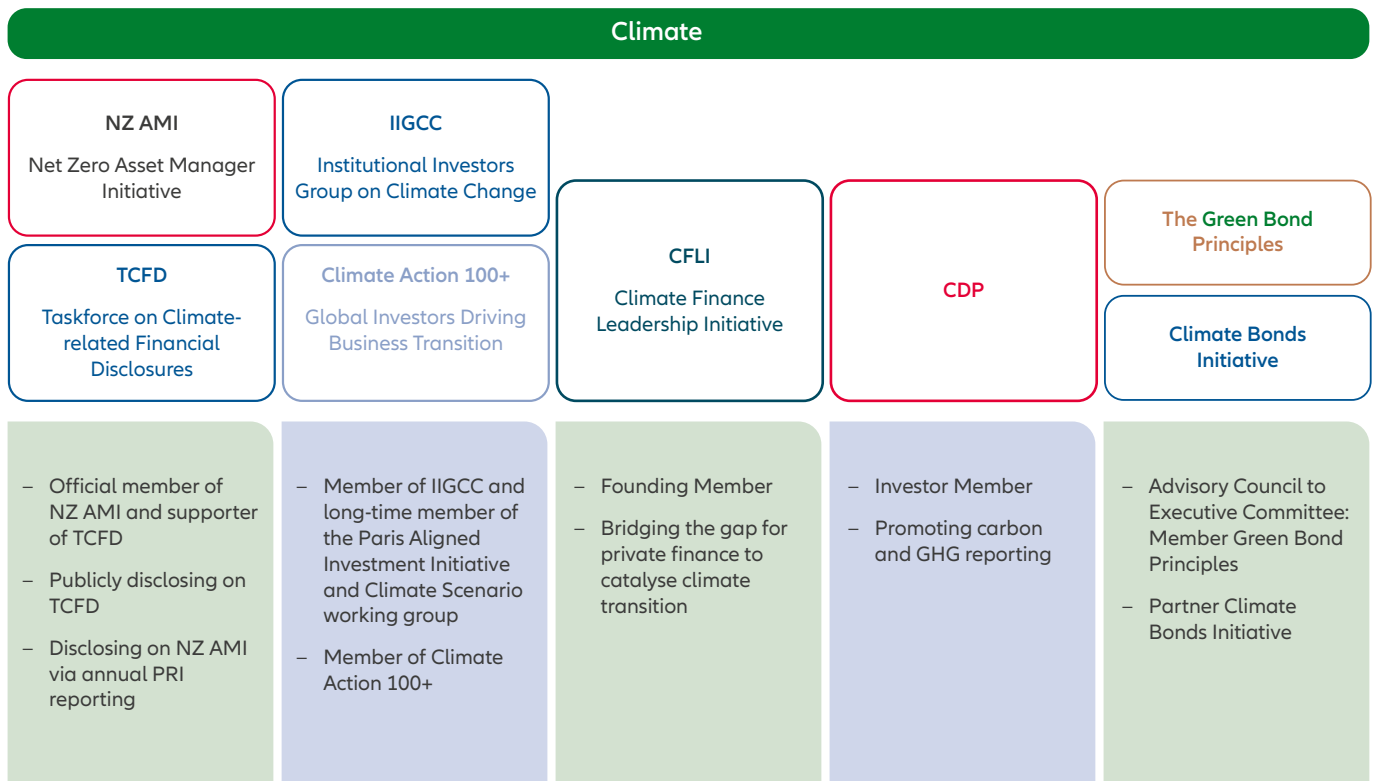 Climate
NZ AMI
Net Zero Asset Manager
Initiative
TCFD
Taskforce on Climate-
related Financial
Disclosures
IIGCC
Institutional Investors
Group on Climate Change
Climate Action 100+
Global Investors Driving
Business Transition
CFLI
Climate Finance
Leadership Initiative
CDP
The Green Bond
Principles
Climate Bonds
Initiative
– Official member of
NZ AMI and supporter
of TCFD
– Publicly disclosing on
TCFD
– Disclosing on NZ AMI
via annual PRI
reporting
– Member of IIGCC and
long-time member of
the Paris Aligned
Investment Initiative
and Climate Scenario
working group
– Member of Climate
Action 100+
– Founding Member
– Bridging the gap for
private finance to
catalyse climate
transition
– Investor Member
– Promoting carbon
and GHG reporting
– Advisory Council to
Executive Committee:
Member Green Bond
Principles
– Partner Climate
Bonds Initiative